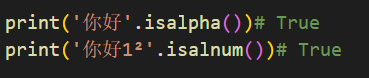 print('你好'.isalpha())# True
print('你好1²'.isalnum())# True